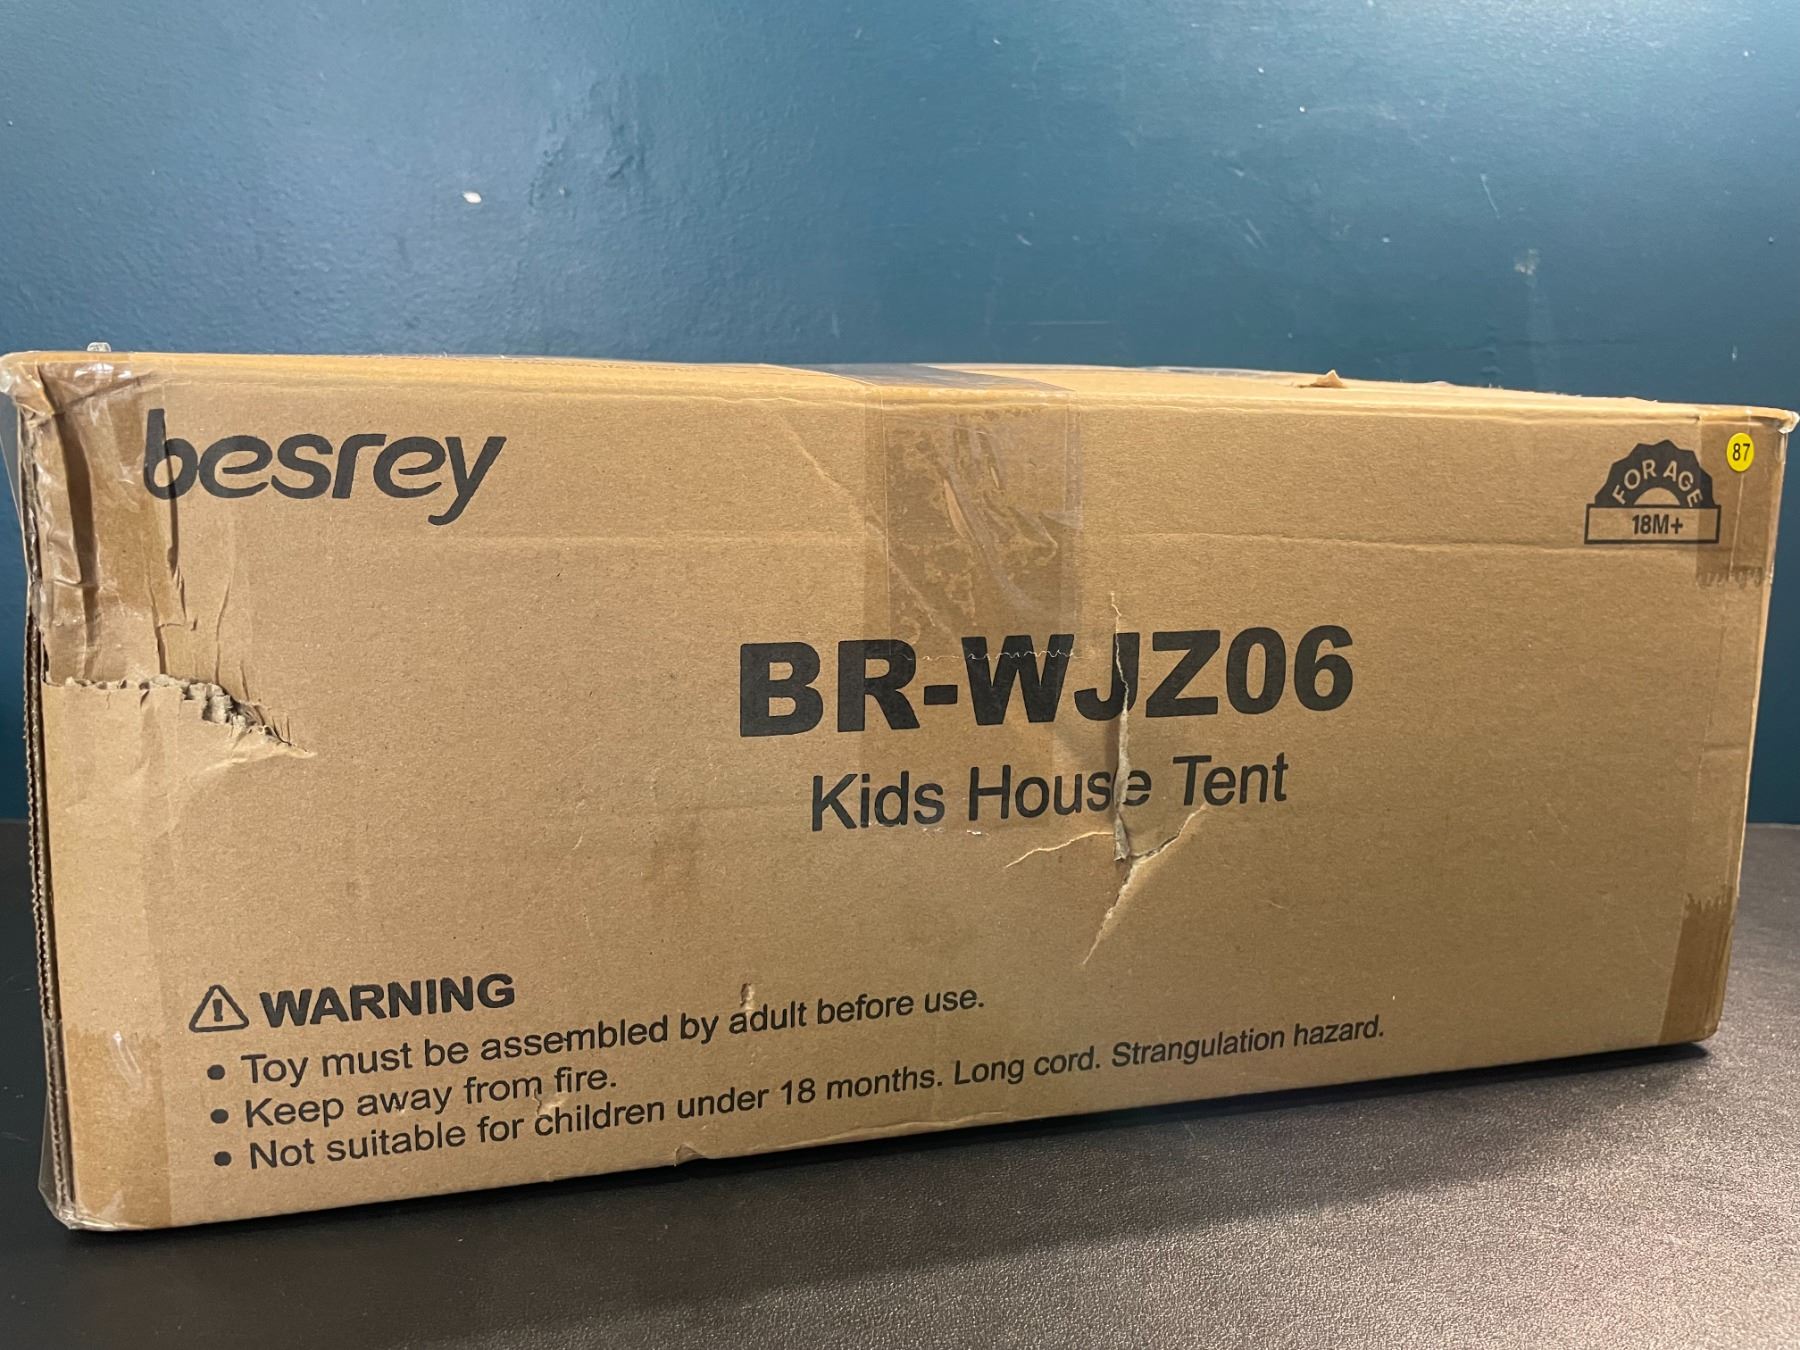 besrey
FOR AGE
18M+
87
BR-WJZ06
Kids House Tent
WARNING
• Toy must be assembled by adult before use.
• Keep away from fire.
• Not suitable for children under 18 months. Long cord. Strangulation hazard.